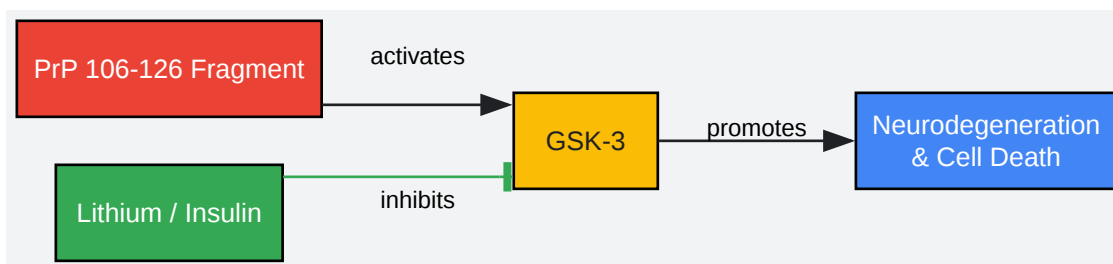 PrP 106-126 Fragment
activates
GSK-3
promotes
Neurodegeneration
& Cell Death
Lithium / Insulin
inhibits